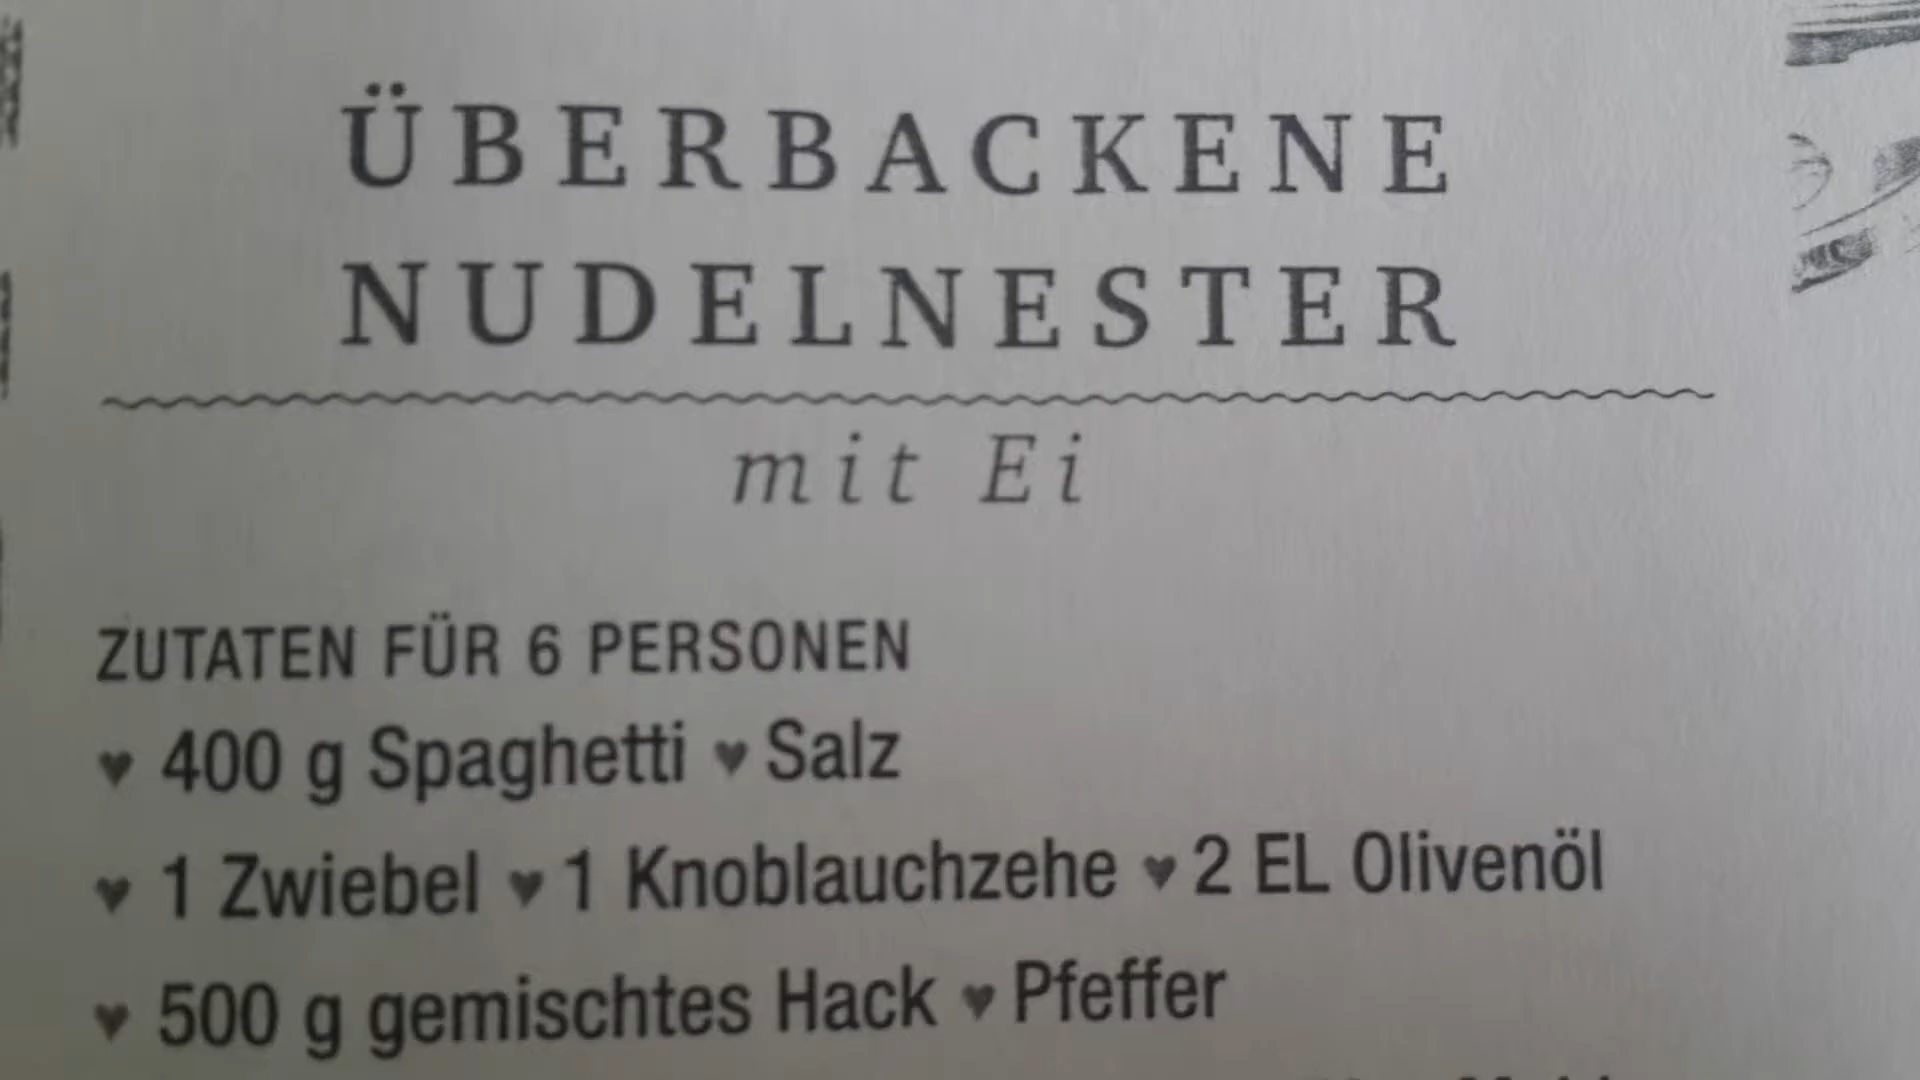 ÜBERBACKENE
NUDELNESTER
mit Ei
ZUTATEN FÜR 6 PERSONEN
♥ 400 g Spaghetti ♥ Salz
♥ 1 Zwiebel ♥ 1 Knoblauchzehe ♥ 2 EL Olivenöl
♥ 500 g gemischtes Hack ♥ Pfeffer